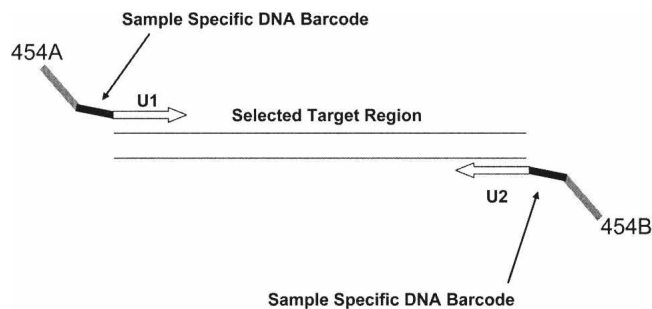 Sample Specific DNA Barcode
454A
U1
Selected Target Region
U2
454B
Sample Specific DNA Barcode